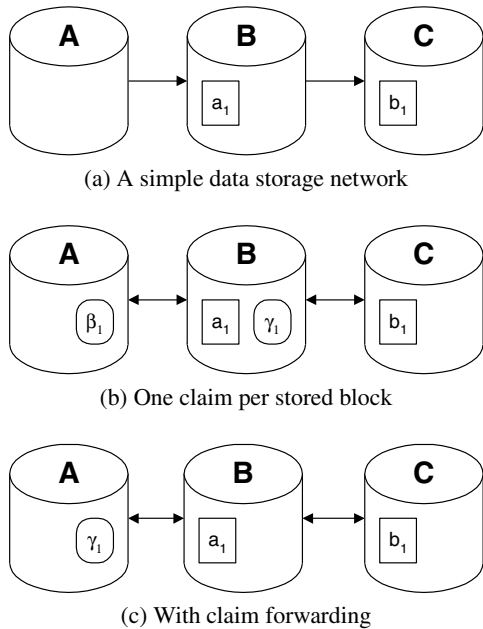 A B C
a₁ b₁
(a) A simple data storage network
A B C
β₁ a₁ γ₁ b₁
(b) One claim per stored block
A B C
γ₁ a₁ b₁
(c) With claim forwarding